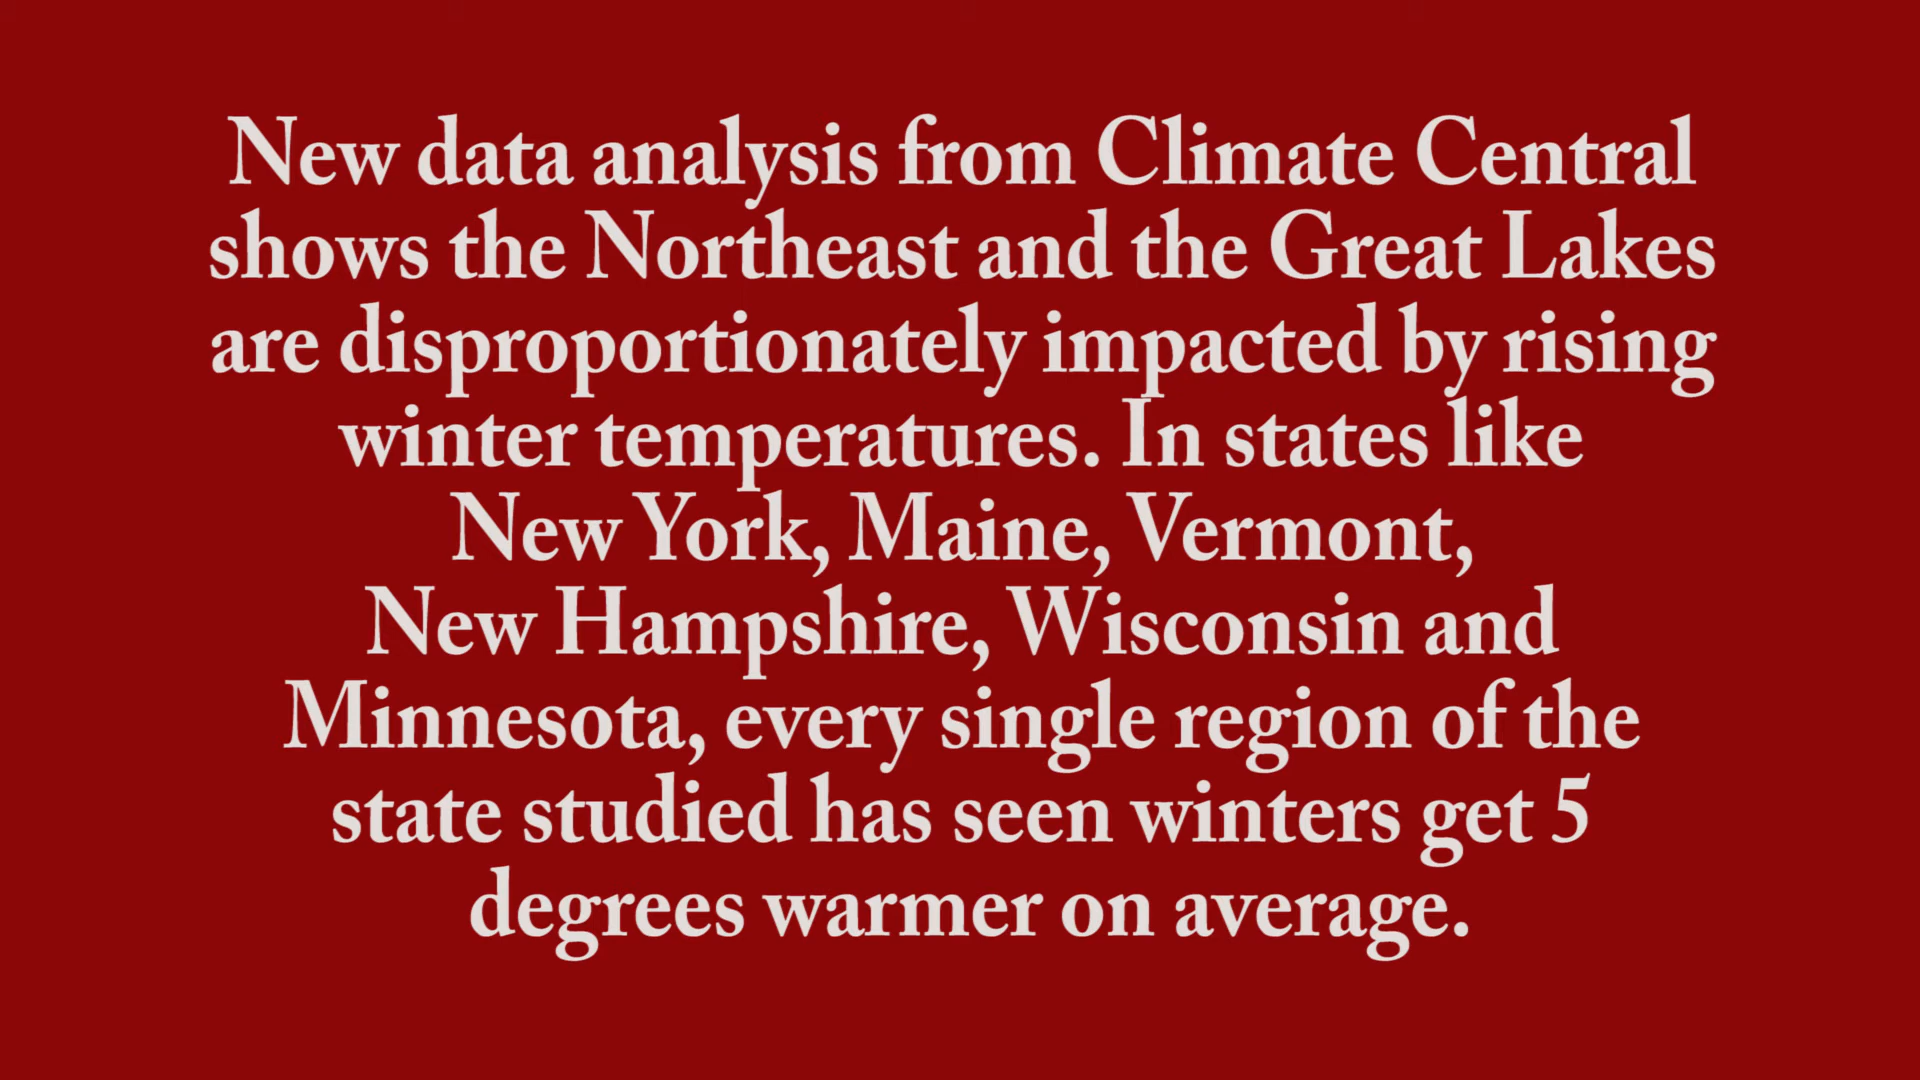 New data analysis from Climate Central
shows the Northeast and the Great Lakes
are disproportionately impacted by rising
winter temperatures. In states like
New York, Maine, Vermont,
New Hampshire, Wisconsin and
Minnesota, every single region of the
state studied has seen winters get 5
degrees warmer on average.